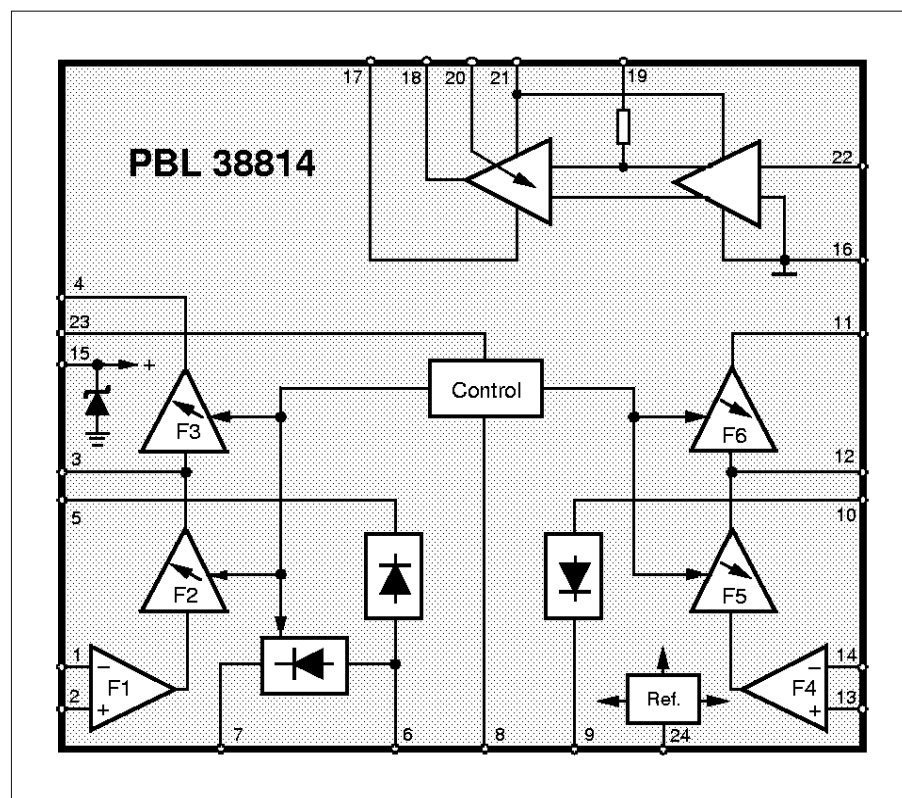 17 18 20 21 19
PBL 38814
22
16
4
23 11
15 +
Control
F3 F6
3 12
5 10
F2 F5
1 − − 14
F1 F4
2 + + 13
Ref.
7 6 8 9 24